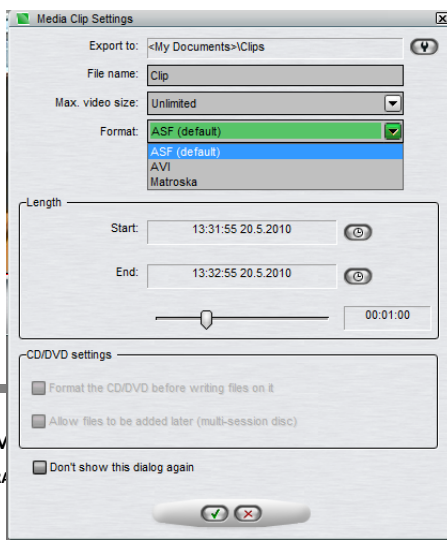 Media Clip Settings
Export to: <My Documents>\Clips
File name: Clip
Max. video size: Unlimited
Format: ASF (default)
ASF (default)
AVI
Matroska
Length
Start: 13:31:55 20.5.2010
End: 13:32:55 20.5.2010
00:01:00
CD/DVD settings
Format the CD/DVD before writing files on it
Allow files to be added later (multi-session disc)
Don't show this dialog again